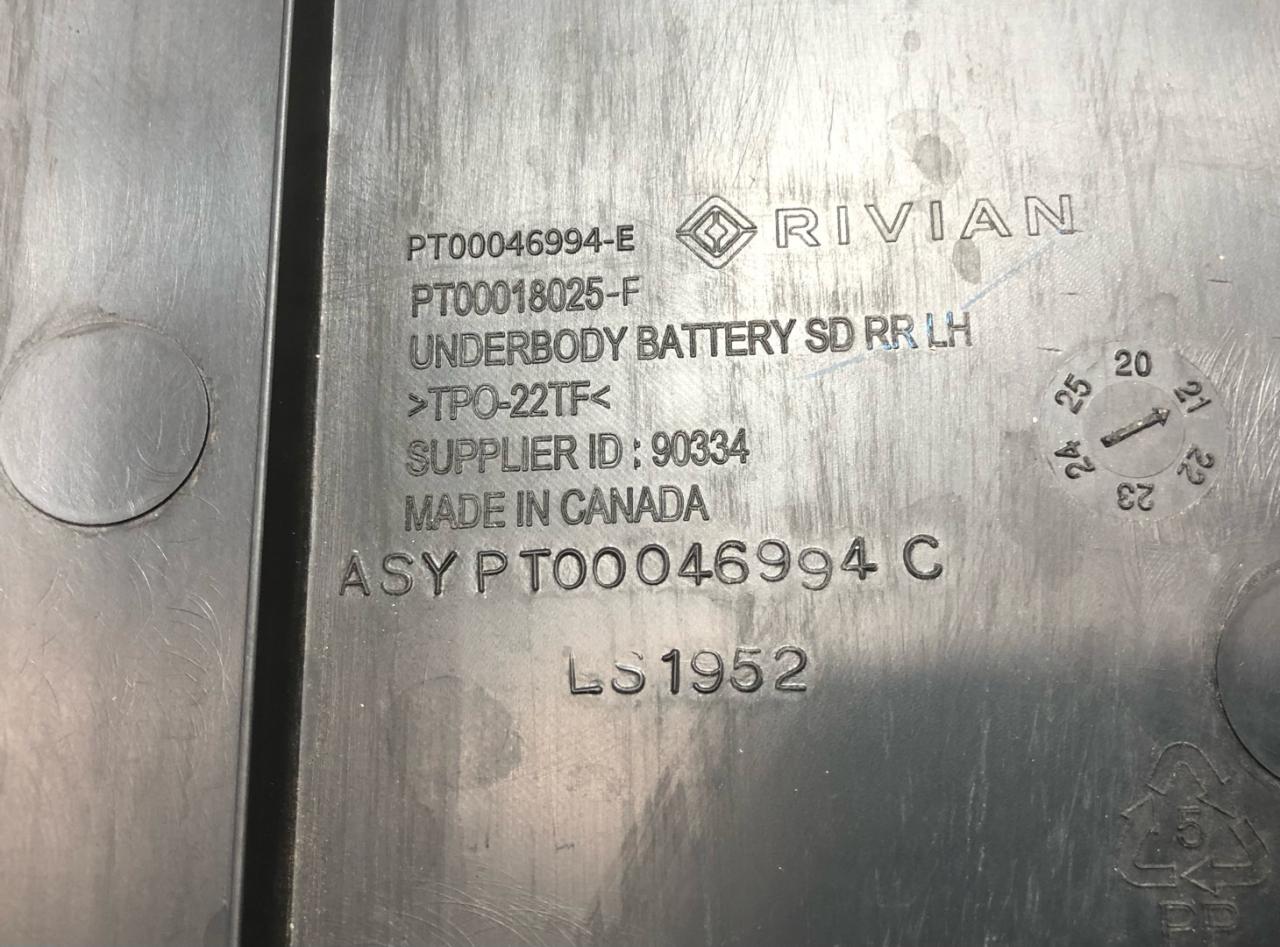 PT00046994-E
RIVIAN
PT00018025-F
UNDERBODY BATTERY SD RR LH
>TPO-22TF<
SUPPLIER ID : 90334
MADE IN CANADA
20 21 22 23 24 25
ASY PT00046994 C
LS1952
5
PP